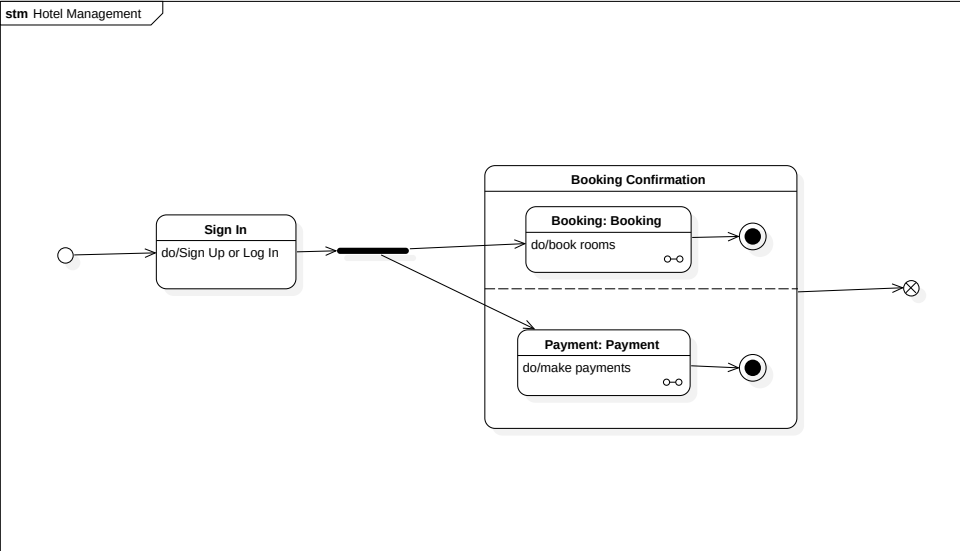 stm Hotel Management
Booking Confirmation
Sign In
do/Sign Up or Log In
Booking: Booking
do/book rooms
Payment: Payment
do/make payments